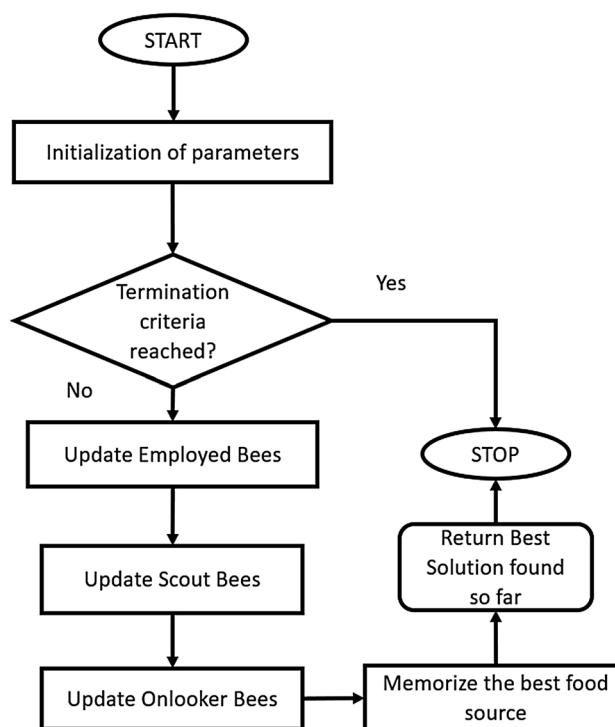 START
Initialization of parameters
Termination
criteria
reached?
Yes
No
Update Employed Bees
STOP
Update Scout Bees
Return Best
Solution found
so far
Update Onlooker Bees
Memorize the best food
source